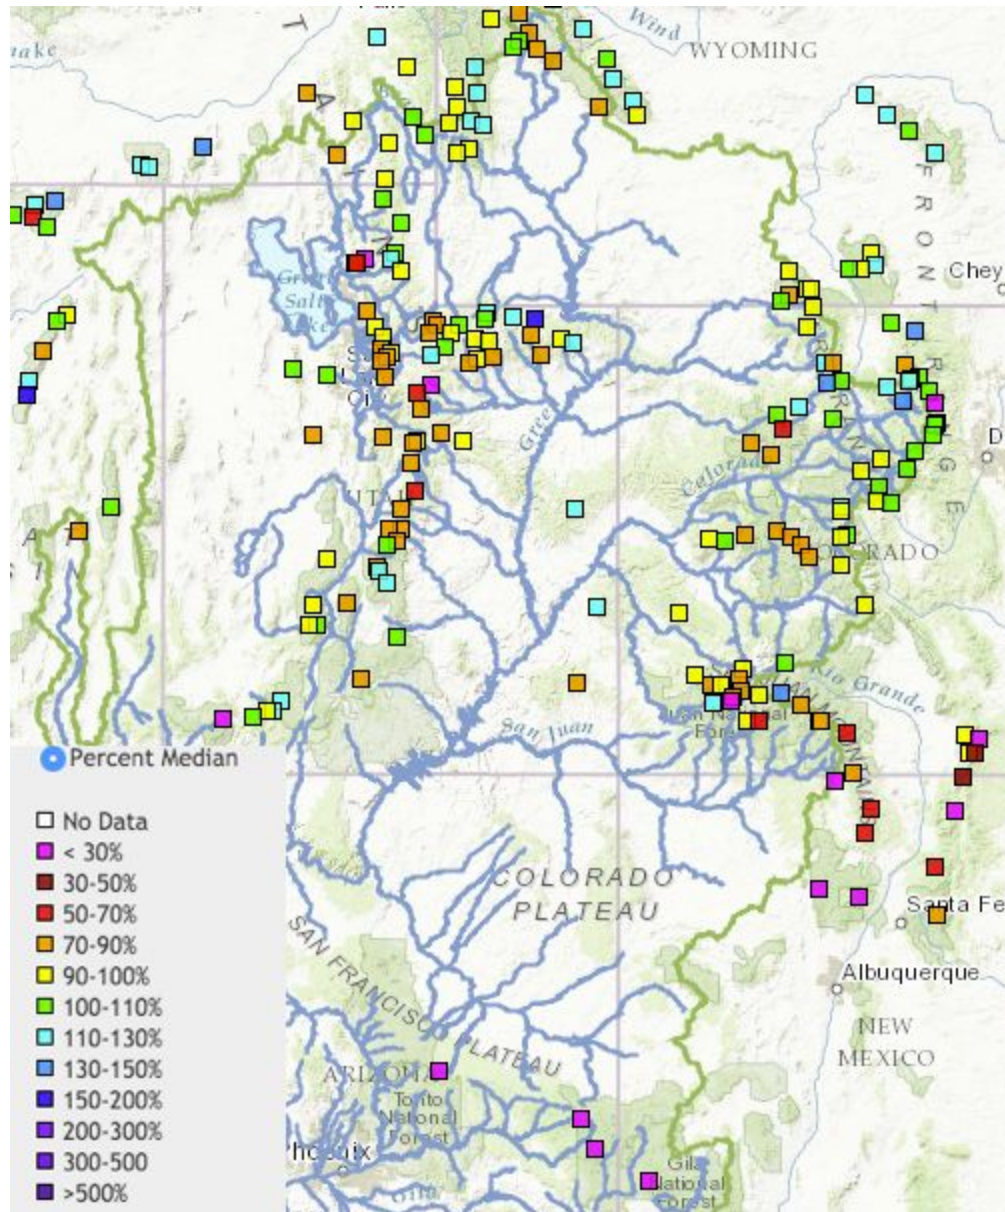 Wind
WYOMING
FRONT
Chey
Great
Salt
Lake
RANGE
Colorado
UTAH
San Juan
Rio Grande
Percent Median
No Data
< 30%
30-50%
50-70%
70-90%
90-100%
100-110%
110-130%
130-150%
150-200%
200-300%
300-500
>500%
COLORADO
PLATEAU
Santa Fe
SAN FRANCISCO PLATEAU
Albuquerque
NEW
MEXICO
ARIZONA
Tonto
National
Forest
Gila
National
Forest
Gila